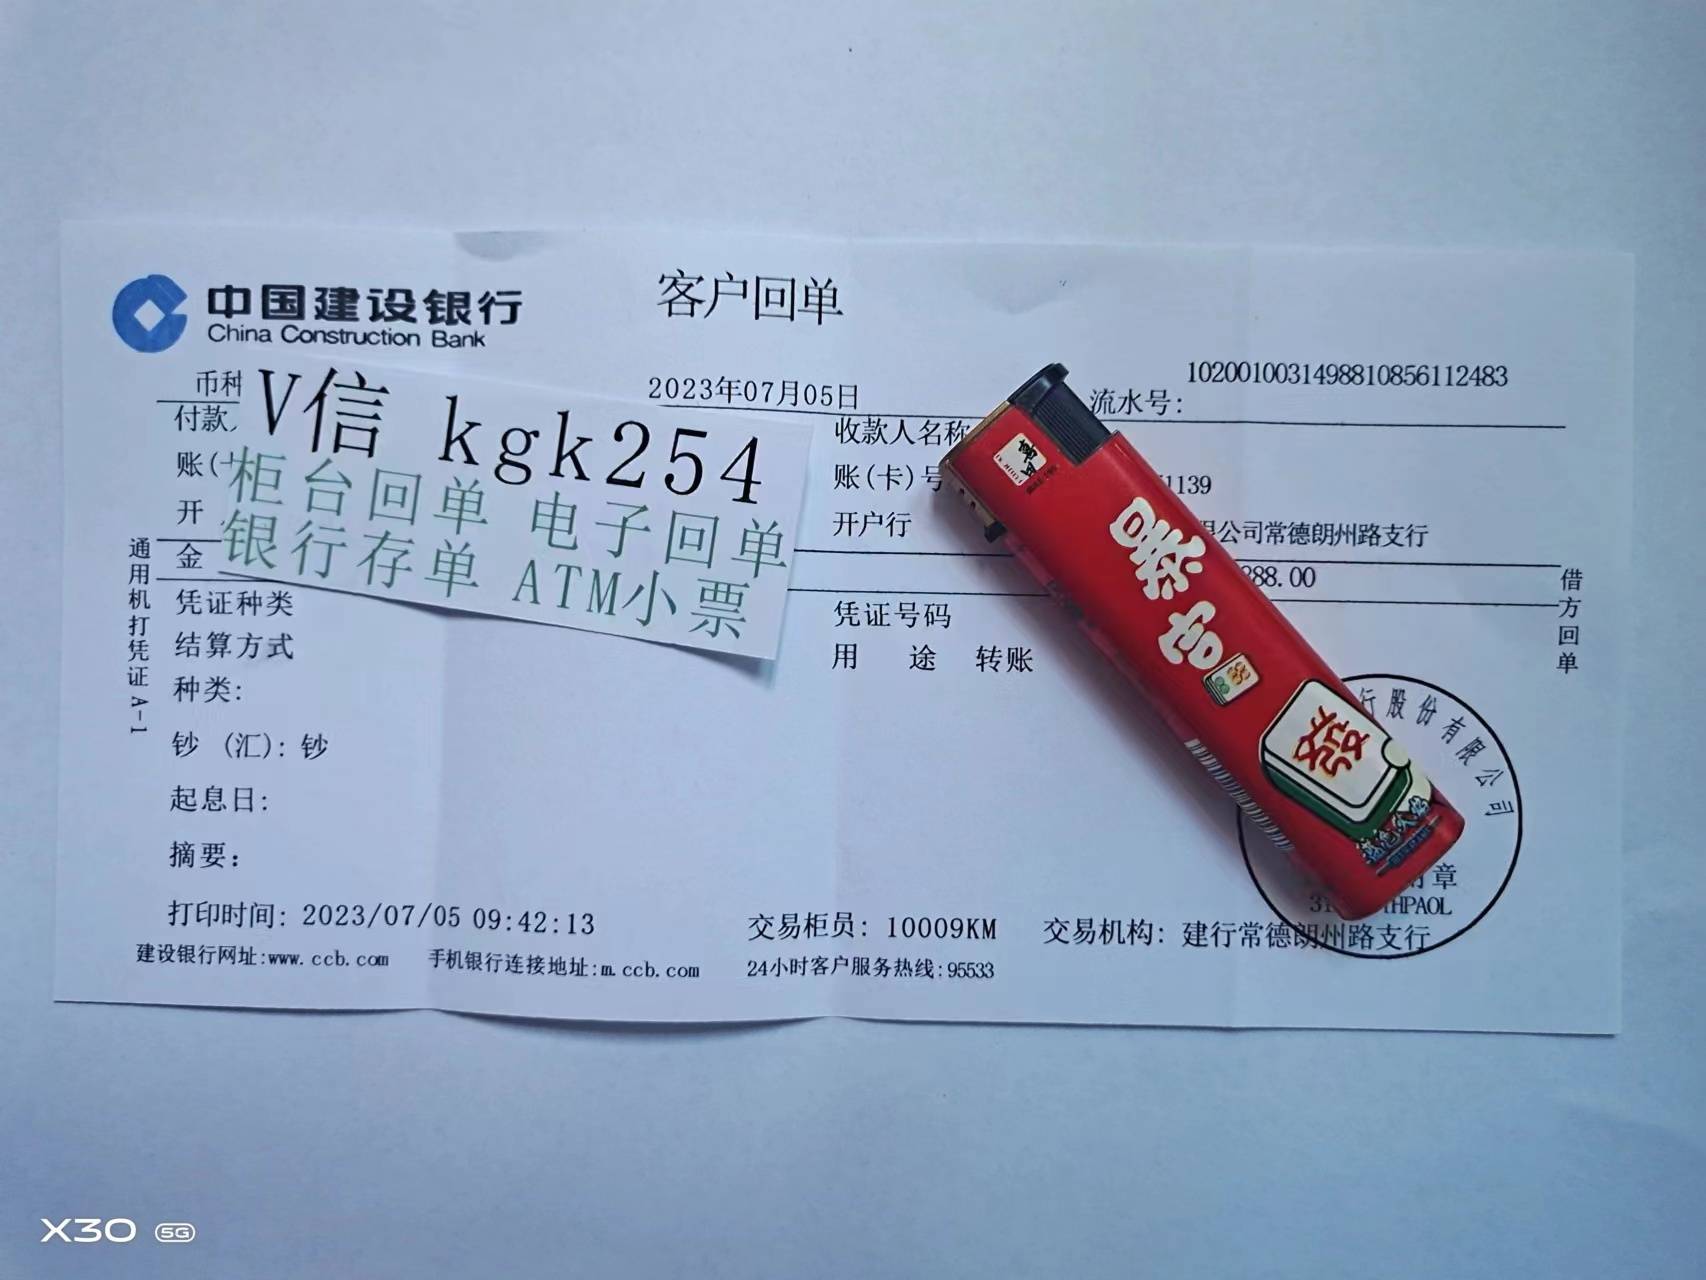 中国建设银行
China Construction Bank
客户回单
币种
2023年07月05日
流水号：
1020010031498810856112483
V信 kgk254
柜台回单 电子回单
银行存单 ATM小票
付款
收款人名称
账(
账(卡)号
1139
开
开户行
公司常德朗州路支行
金
288.00
凭证种类
凭证号码
结算方式
用 途 转账
种类:
钞 (汇): 钞
起息日:
摘要:
通用机打凭证 A-1
借方回单
發
行股份有限公司
章
HPAOL
打印时间: 2023/07/05 09:42:13
交易柜员: 10009KM
交易机构: 建行常德朗州路支行
建设银行网址:www.ccb.com
手机银行连接地址:m.ccb.com
24小时客户服务热线:95533
X30 5G